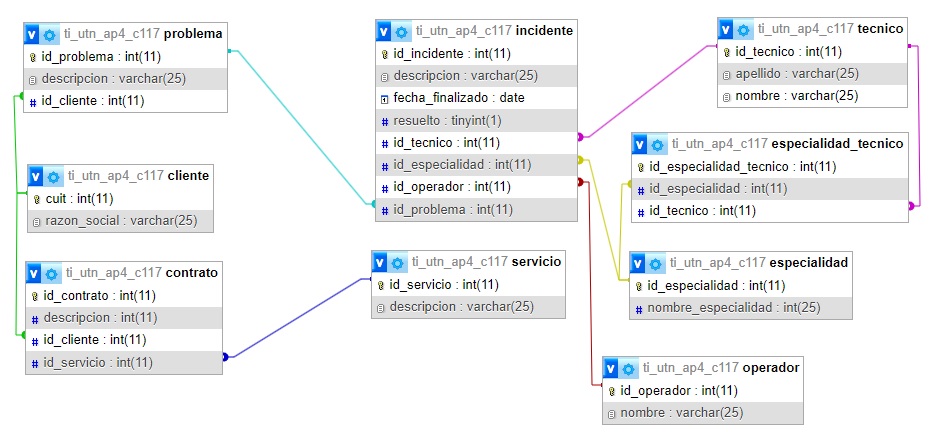 ti_utn_ap4_c117 problema
id_problema : int(11)
descripcion : varchar(25)
id_cliente : int(11)
ti_utn_ap4_c117 cliente
cuit : int(11)
razon_social : varchar(25)
ti_utn_ap4_c117 contrato
id_contrato : int(11)
descripcion : int(11)
id_cliente : int(11)
id_servicio : int(11)
ti_utn_ap4_c117 incidente
id_incidente : int(11)
descripcion : varchar(25)
fecha_finalizado : date
resuelto : tinyint(1)
id_tecnico : int(11)
id_especialidad : int(11)
id_operador : int(11)
id_problema : int(11)
ti_utn_ap4_c117 servicio
id_servicio : int(11)
descripcion : varchar(25)
ti_utn_ap4_c117 tecnico
id_tecnico : int(11)
apellido : varchar(25)
nombre : varchar(25)
ti_utn_ap4_c117 especialidad_tecnico
id_especialidad_tecnico : int(11)
id_especialidad : int(11)
id_tecnico : int(11)
ti_utn_ap4_c117 especialidad
id_especialidad : int(11)
nombre_especialidad : int(25)
ti_utn_ap4_c117 operador
id_operador : int(11)
nombre : varchar(25)